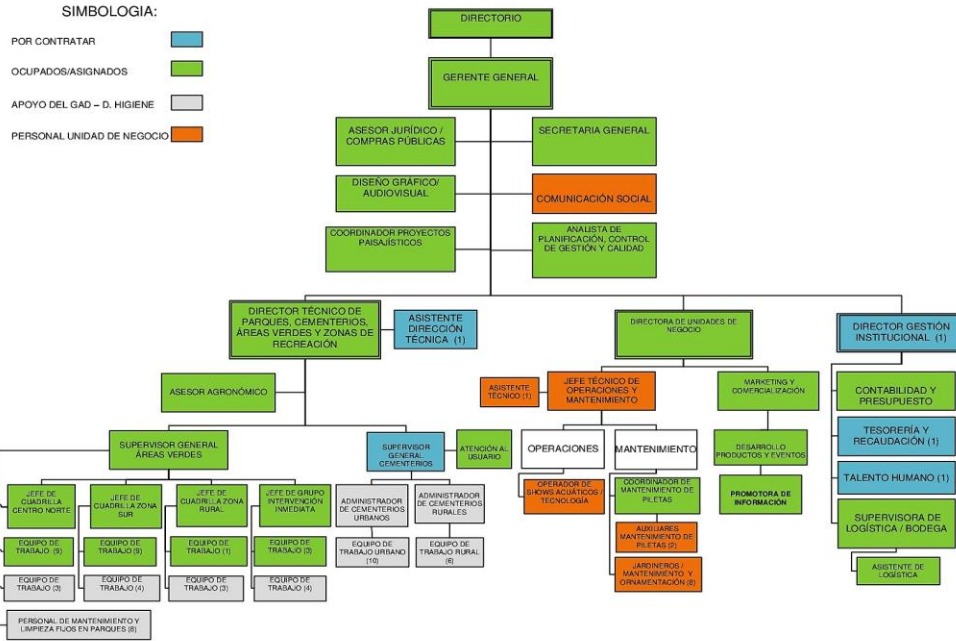 SIMBOLOGIA:
POR CONTRATAR
OCUPADOS/ASIGNADOS
APOYO DEL GAD – D. HIGIENE
PERSONAL UNIDAD DE NEGOCIO
DIRECTORIO
GERENTE GENERAL
ASESOR JURÍDICO /
COMPRAS PÚBLICAS
SECRETARIA GENERAL
DISEÑO GRÁFICO/
AUDIOVISUAL
COMUNICACIÓN SOCIAL
COORDINADOR PROYECTOS
PAISAJÍSTICOS
ANALISTA DE
PLANIFICACIÓN, CONTROL
DE GESTIÓN Y CALIDAD
DIRECTOR TÉCNICO DE
PARQUES, CEMENTERIOS,
ÁREAS VERDES Y ZONAS DE
RECREACIÓN
ASISTENTE
DIRECCIÓN
TÉCNICA (1)
DIRECTORA DE UNIDADES DE
NEGOCIO
DIRECTOR GESTIÓN
INSTITUCIONAL (1)
ASESOR AGRONÓMICO
ASISTENTE
TÉCNICO (1)
JEFE TÉCNICO DE
OPERACIONES Y
MANTENIMIENTO
MARKETING Y
COMERCIALIZACIÓN
CONTABILIDAD Y
PRESUPUESTO
SUPERVISOR GENERAL
ÁREAS VERDES
SUPERVISOR
GENERAL
CEMENTERIOS
ATENCIÓN AL
USUARIO
OPERACIONES
MANTENIMIENTO
DESARROLLO
PRODUCTOS Y EVENTOS
TESORERÍA Y
RECAUDACIÓN (1)
JEFE DE
CUADRILLA
CENTRO NORTE
JEFE DE
CUADRILLA ZONA
SUR
JEFE DE
CUADRILLA ZONA
RURAL
JEFE DE GRUPO
INTERVENCIÓN
INMEDIATA
ADMINISTRADOR
DE CEMENTERIOS
URBANOS
ADMINISTRADOR
DE CEMENTERIOS
RURALES
OPERADOR DE
SHOWS ACUÁTICOS /
TECNOLOGÍA
COORDINADOR DE
MANTENIMIENTO DE
PILETAS
PROMOTORA DE
INFORMACIÓN
TALENTO HUMANO (1)
EQUIPO DE
TRABAJO (9)
EQUIPO DE
TRABAJO (9)
EQUIPO DE
TRABAJO (1)
EQUIPO DE
TRABAJO (3)
EQUIPO DE
TRABAJO URBANO
(10)
EQUIPO DE
TRABAJO RURAL
(6)
AUXILIARES
MANTENIMIENTO DE
PILETAS (2)
SUPERVISORA DE
LOGÍSTICA / BODEGA
EQUIPO DE
TRABAJO (3)
EQUIPO DE
TRABAJO (4)
EQUIPO DE
TRABAJO (3)
EQUIPO DE
TRABAJO (4)
JARDINEROS /
MANTENIMIENTO Y
ORNAMENTACIÓN (8)
ASISTENTE DE
LOGÍSTICA
PERSONAL DE MANTENIMIENTO Y
LIMPIEZA FIJOS EN PARQUES (8)